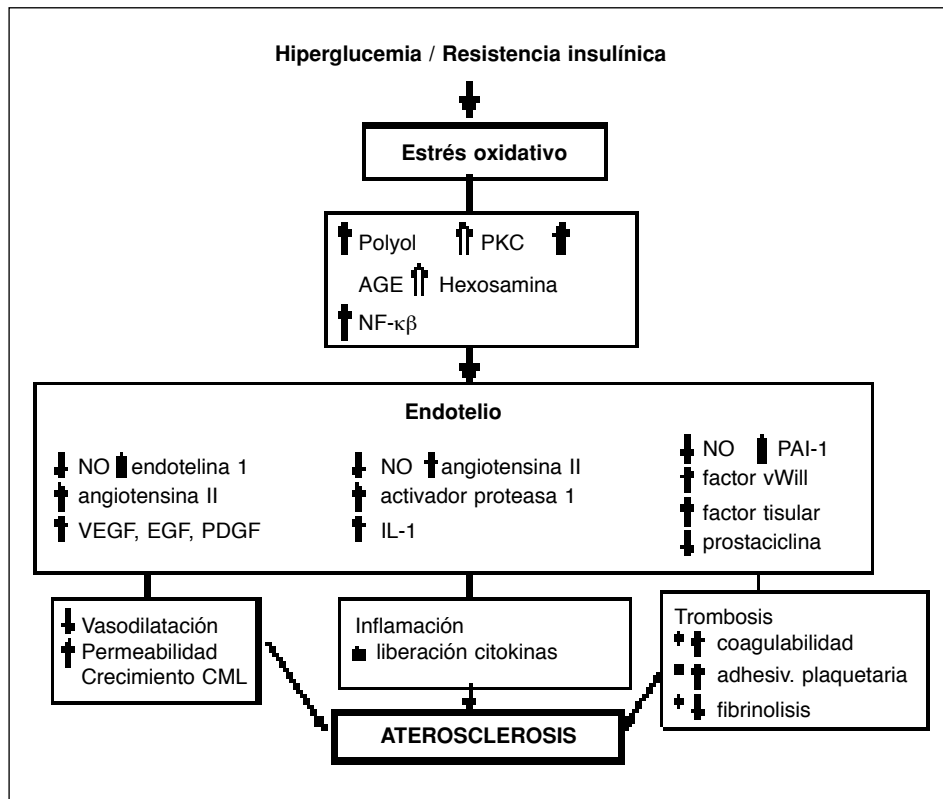 Hiperglucemia / Resistencia insulínica
Estrés oxidativo
Polyol PKC
AGE Hexosamina
NF-κβ
Endotelio
NO endotelina 1
angiotensina II
VEGF, EGF, PDGF
NO angiotensina II
activador proteasa 1
IL-1
NO PAI-1
factor vWill
factor tisular
prostaciclina
Vasodilatación
Permeabilidad
Crecimiento CML
Inflamación
liberación citokinas
Trombosis
coagulabilidad
adhesiv. plaquetaria
fibrinolisis
ATEROSCLEROSIS